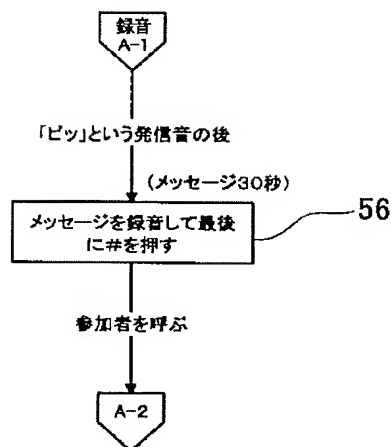 録音
A-1
「ピッ」という発信音の後
(メッセージ30秒)
メッセージを録音して最後
に#を押す
56
参加者を呼ぶ
A-2